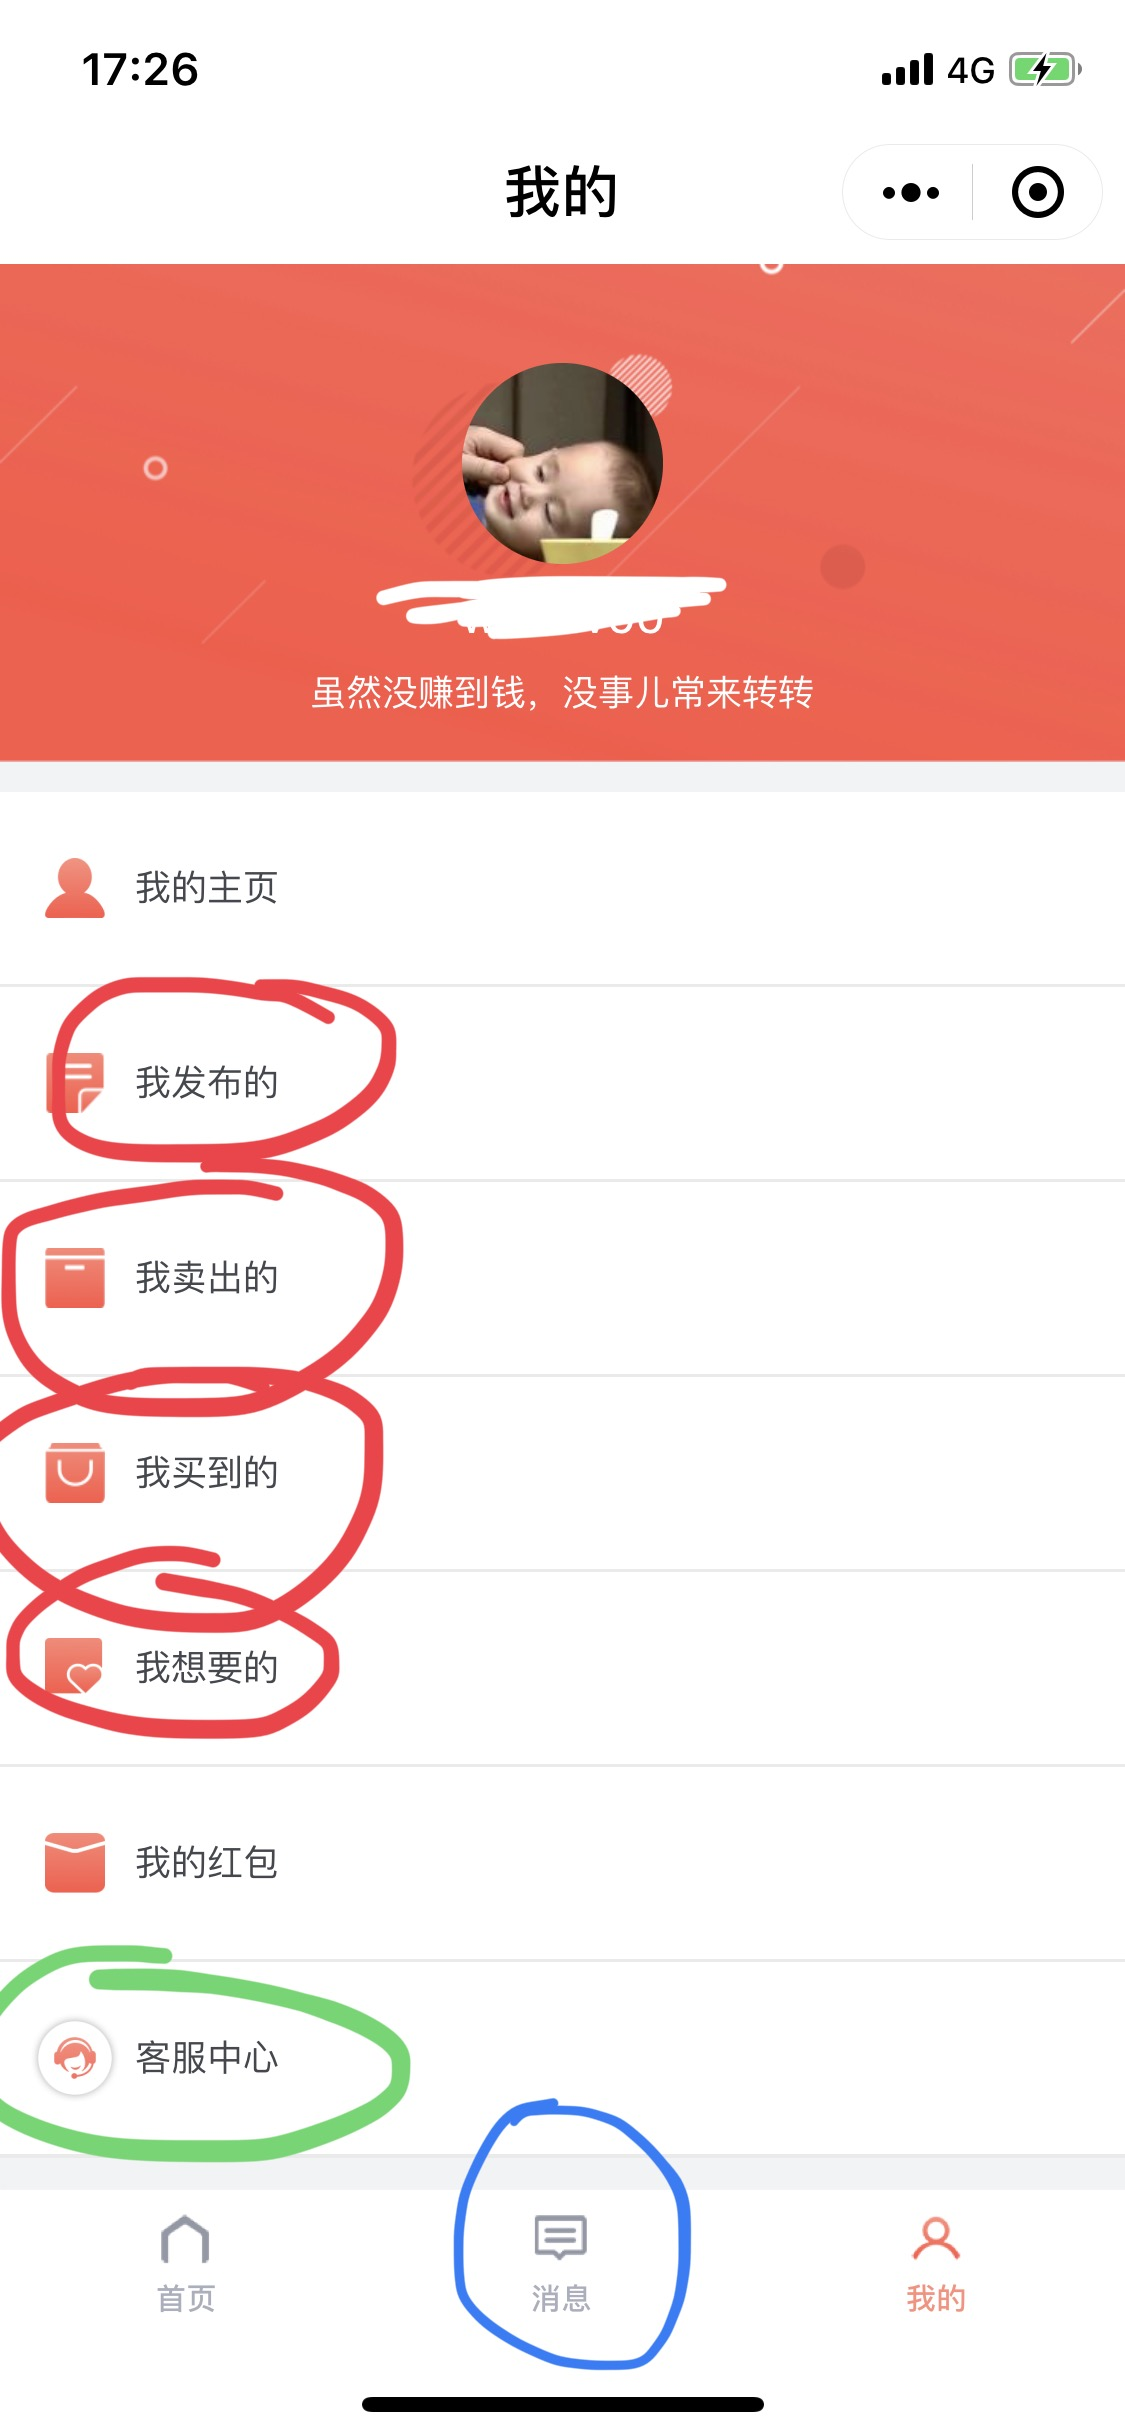 17:26
4G
我的
虽然没赚到钱，没事儿常来转转
我的主页
我发布的
我卖出的
我买到的
我想要的
我的红包
客服中心
首页
消息
我的